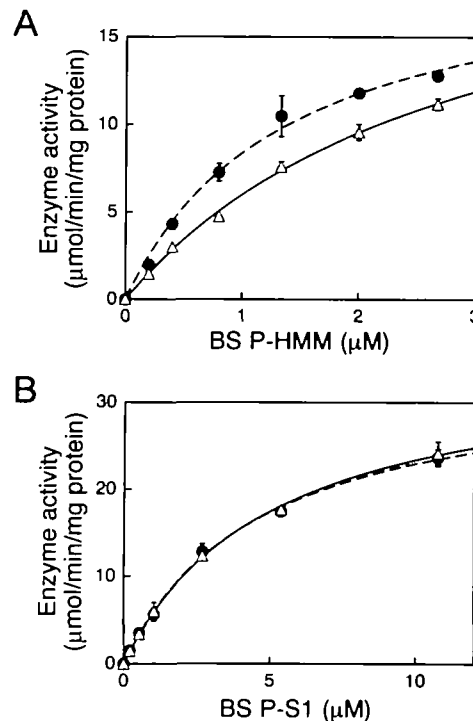 A
Enzyme activity
(μmol/min/mg protein)
15
10
5
0
0
1
2
3
BS P-HMM (μM)
B
Enzyme activity
(μmol/min/mg protein)
30
20
10
0
0
5
10
BS P-S1 (μM)